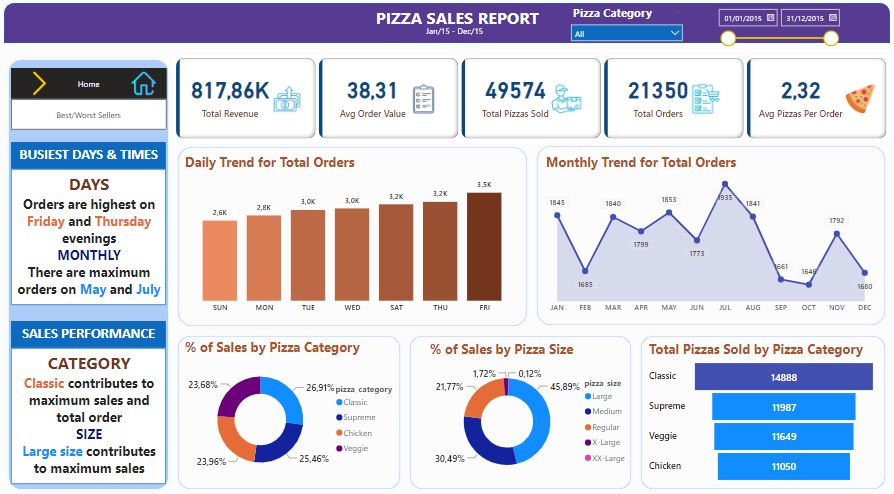 PIZZA SALES REPORT
Jan/15 - Dec/15
Pizza Category
All
01/01/2015
31/12/2015
Home
Best/Worst Sellers
BUSIEST DAYS & TIMES
DAYS
Orders are highest on
Friday and Thursday
evenings
MONTHLY
There are maximum
orders on May and July
SALES PERFORMANCE
CATEGORY
Classic contributes to
maximum sales and
total order
SIZE
Large size contributes
to maximum sales
817,86K
Total Revenue
38,31
Avg Order Value
49574
Total Pizzas Sold
21350
Total Orders
2,32
Avg Pizzas Per Order
Daily Trend for Total Orders
2,6K 2,8K 3,0K 3,0K 3,2K 3,2K 3,5K
SUN MON TUE WED SAT THU FRI
Monthly Trend for Total Orders
1845 1685 1840 1799 1853 1773 1935 1841 1661 1646 1792 1680
JAN FEB MAR APR MAY JUN JUL AUG SEP OCT NOV DEC
% of Sales by Pizza Category
23,68%
26,91%
23,96%
25,46%
pizza_category
Classic
Supreme
Chicken
Veggie
% of Sales by Pizza Size
1,72%
0,12%
21,77%
45,89%
30,49%
pizza_size
Large
Medium
Regular
X-Large
XX-Large
Total Pizzas Sold by Pizza Category
Classic 14888
Supreme 11987
Veggie 11649
Chicken 11050